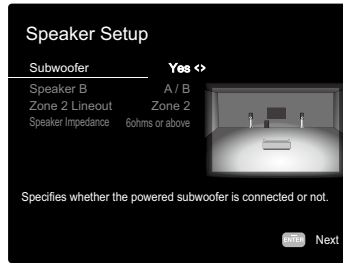 Speaker Setup
Subwoofer Yes <>
Speaker B A / B
Zone 2 Lineout Zone 2
Speaker Impedance 6ohms or above
Specifies whether the powered subwoofer is connected or not.
ENTER Next